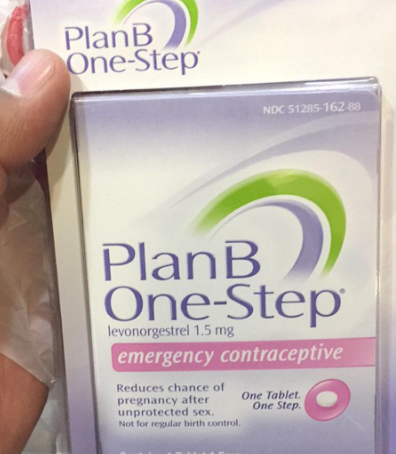 Plan B
One-Step®
NDC 51285-162-88
Plan B
One-Step®
levonorgestrel 1.5 mg
emergency contraceptive
Reduces chance of
pregnancy after
unprotected sex.
Not for regular birth control.
One Tablet.
One Step.